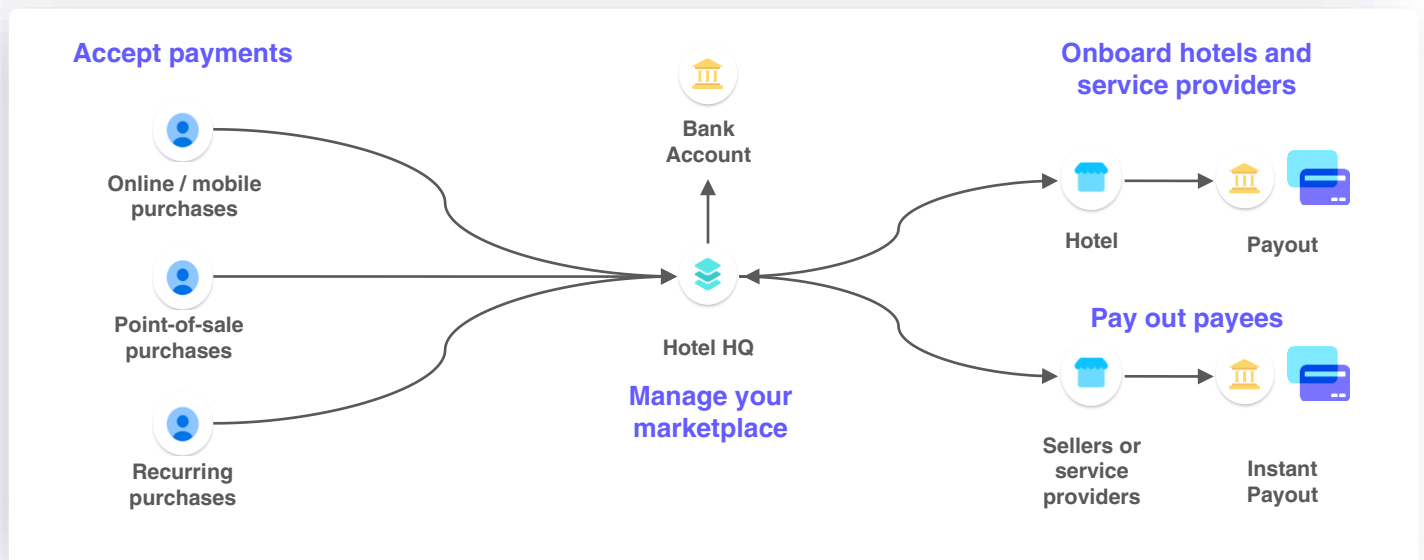 Accept payments
Online / mobile
purchases
Point-of-sale
purchases
Recurring
purchases
Bank
Account
Hotel HQ
Manage your
marketplace
Onboard hotels and
service providers
Hotel
Payout
Pay out payees
Sellers or
service
providers
Instant
Payout